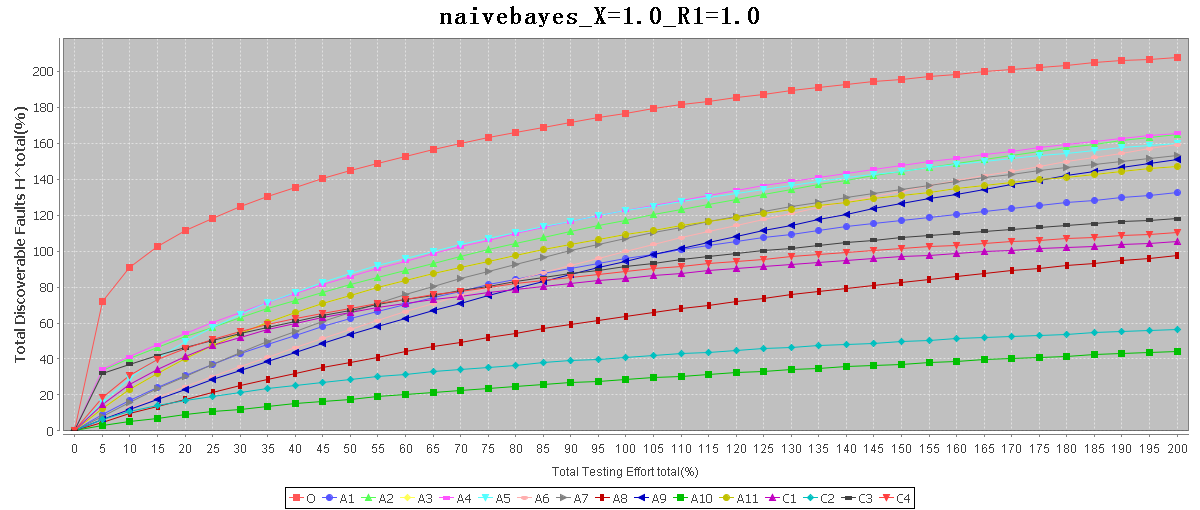 naivebayes_X=1.0_R1=1.0
Total Discoverable Faults H^total(%)
200
180
160
140
120
100
80
60
40
20
0
0 5 10 15 20 25 30 35 40 45 50 55 60 65 70 75 80 85 90 95 100 105 110 115 120 125 130 135 140 145 150 155 160 165 170 175 180 185 190 195 200
Total Testing Effort total(%)
O A1 A2 A3 A4 A5 A6 A7 A8 A9 A10 A11 C1 C2 C3 C4